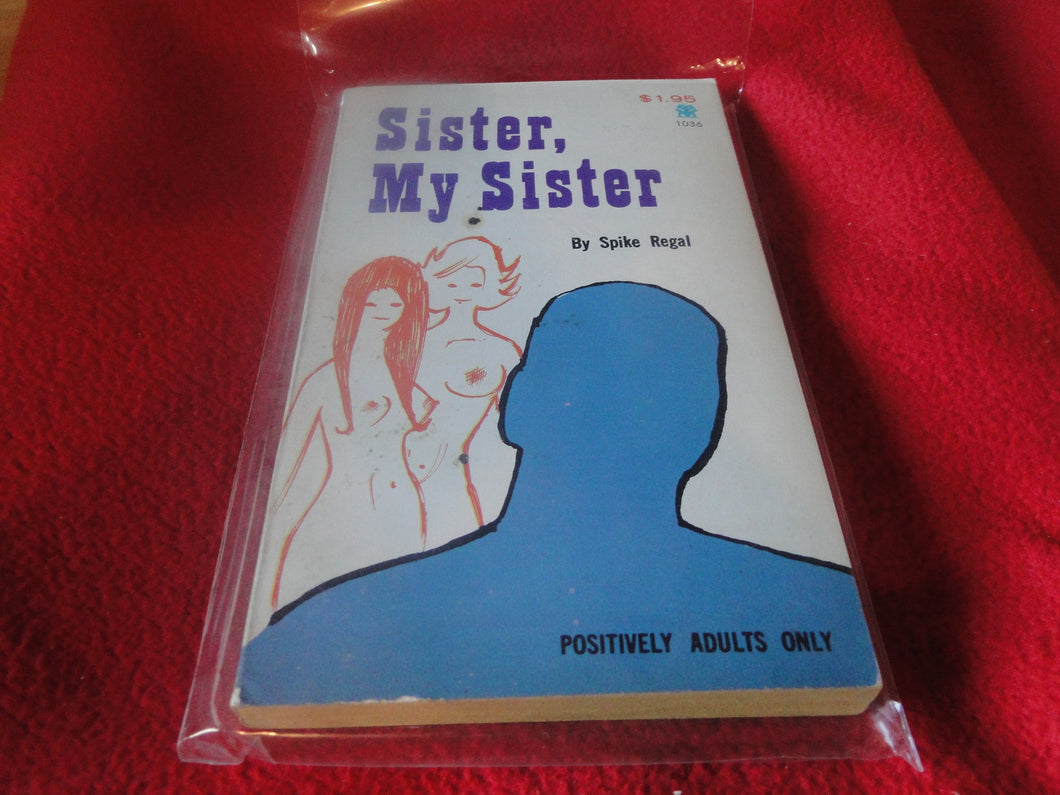 $1.95
1036
Sister,
My Sister
By Spike Regal
POSITIVELY ADULTS ONLY